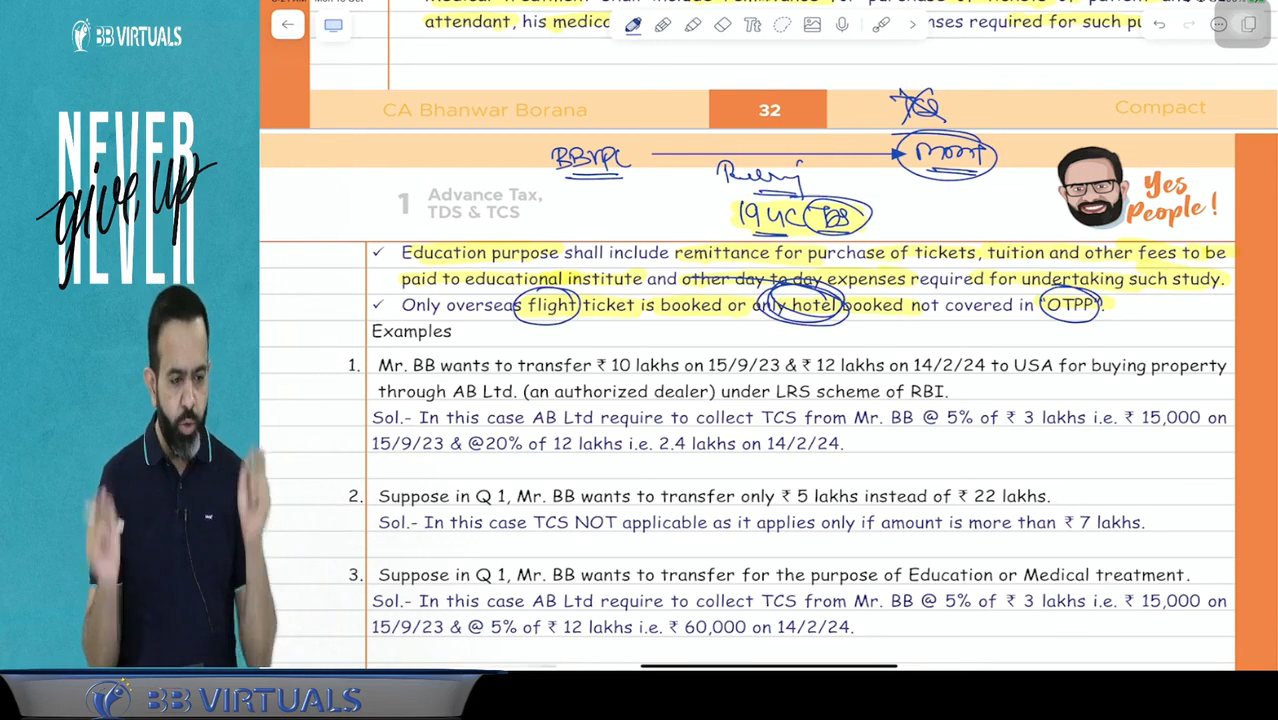 BB VIRTUALS
NEVER
give up
NEVER
attendant, his medic
nses required for such pu
CA Bhanwar Borana
32
TCS
Compact
BBVPL
194C TDS
1
Advance Tax,
TDS & TCS
Yes
People!
✓ Education purpose shall include remittance for purchase of tickets, tuition and other fees to be
paid to educational institute and other day to day expenses required for undertaking such study.
✓ Only overseas flight ticket is booked or only hotel booked not covered in "OTPP".
Examples
1. Mr. BB wants to transfer ₹ 10 lakhs on 15/9/23 & ₹ 12 lakhs on 14/2/24 to USA for buying property
through AB Ltd. (an authorized dealer) under LRS scheme of RBI.
Sol.- In this case AB Ltd require to collect TCS from Mr. BB @ 5% of ₹ 3 lakhs i.e. ₹ 15,000 on
15/9/23 & @20% of 12 lakhs i.e. 2.4 lakhs on 14/2/24.
2. Suppose in Q 1, Mr. BB wants to transfer only ₹ 5 lakhs instead of ₹ 22 lakhs.
Sol.- In this case TCS NOT applicable as it applies only if amount is more than ₹ 7 lakhs.
3. Suppose in Q 1, Mr. BB wants to transfer for the purpose of Education or Medical treatment.
Sol.- In this case AB Ltd require to collect TCS from Mr. BB @ 5% of ₹ 3 lakhs i.e. ₹ 15,000 on
15/9/23 & @ 5% of ₹ 12 lakhs i.e. ₹ 60,000 on 14/2/24.
BB VIRTUALS